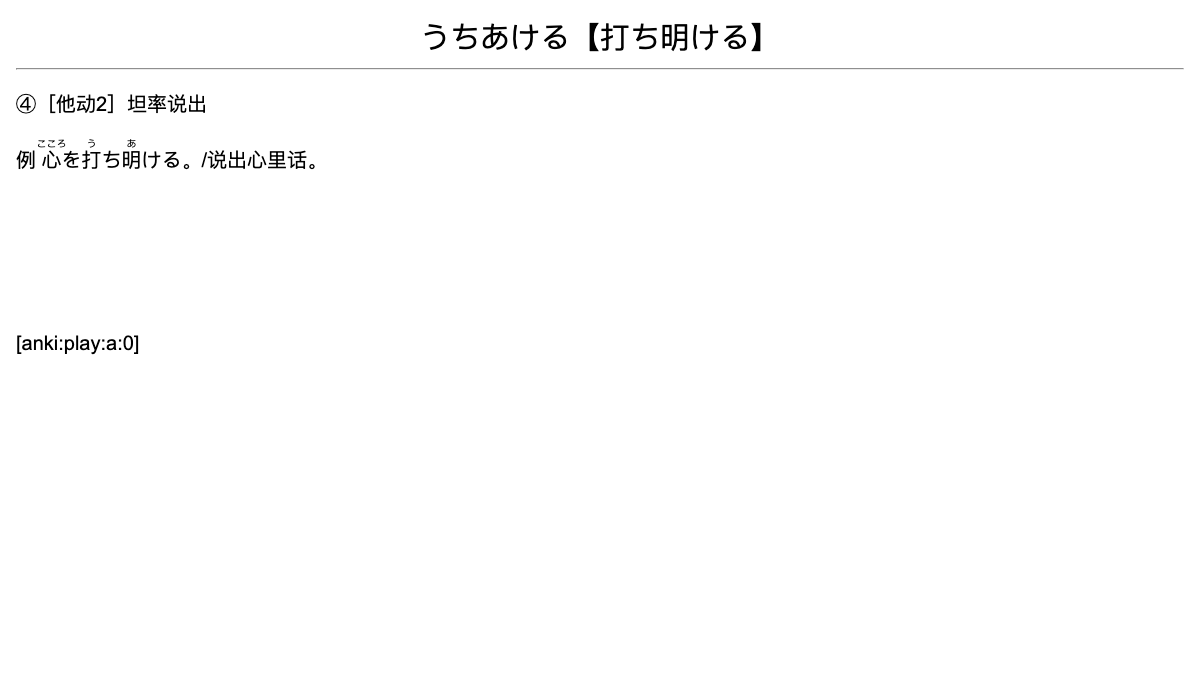 うちあける【打ち明ける】
④［他动2］坦率说出
こころ う あ
例 心を打ち明ける。/说出心里话。
[anki:play:a:0]